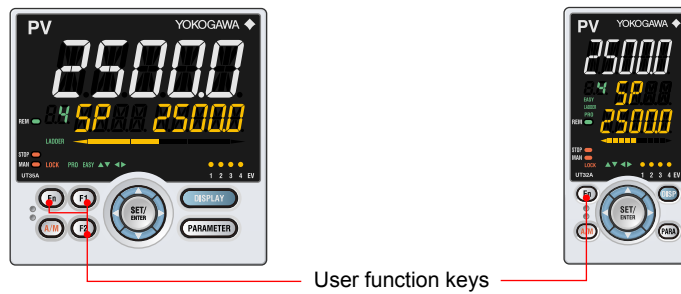 PV YOKOGAWA
2500.0
REM 4 SP 2500.0
LADDER
STOP
MAN LOCK PRO EASY
UT35A 1 2 3 4 EV
Fn F1 SET/ ENTER DISPLAY
A/M F2 PARAMETER
PV YOKOGAWA
2500.0
4 SP
EASY
LADDER
PRO
REM 2500.0
STOP
MAN
LOCK
UT32A 1 2 3 4 EV
Fn SET/ ENTER DISP
A/M PARA
User function keys